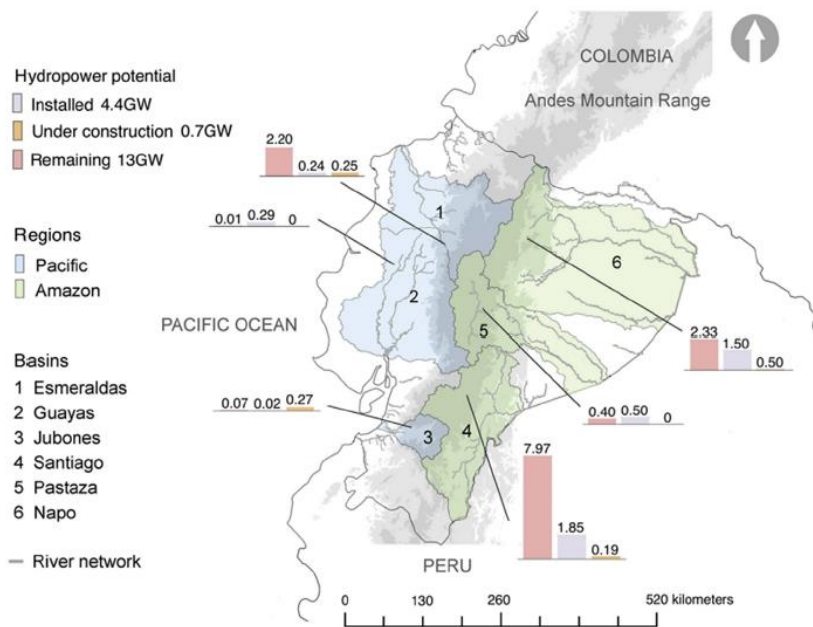 COLOMBIA
Andes Mountain Range
Hydropower potential
Installed 4.4GW
Under construction 0.7GW
Remaining 13GW
2.20 0.24 0.25
0.01 0.29 0
Regions
Pacific
Amazon
1
2
6
5
3
4
PACIFIC OCEAN
2.33 1.50 0.50
0.40 0.50 0
0.07 0.02 0.27
7.97 1.85 0.19
Basins
1 Esmeraldas
2 Guayas
3 Jubones
4 Santiago
5 Pastaza
6 Napo
River network
PERU
0 130 260 520 kilometers